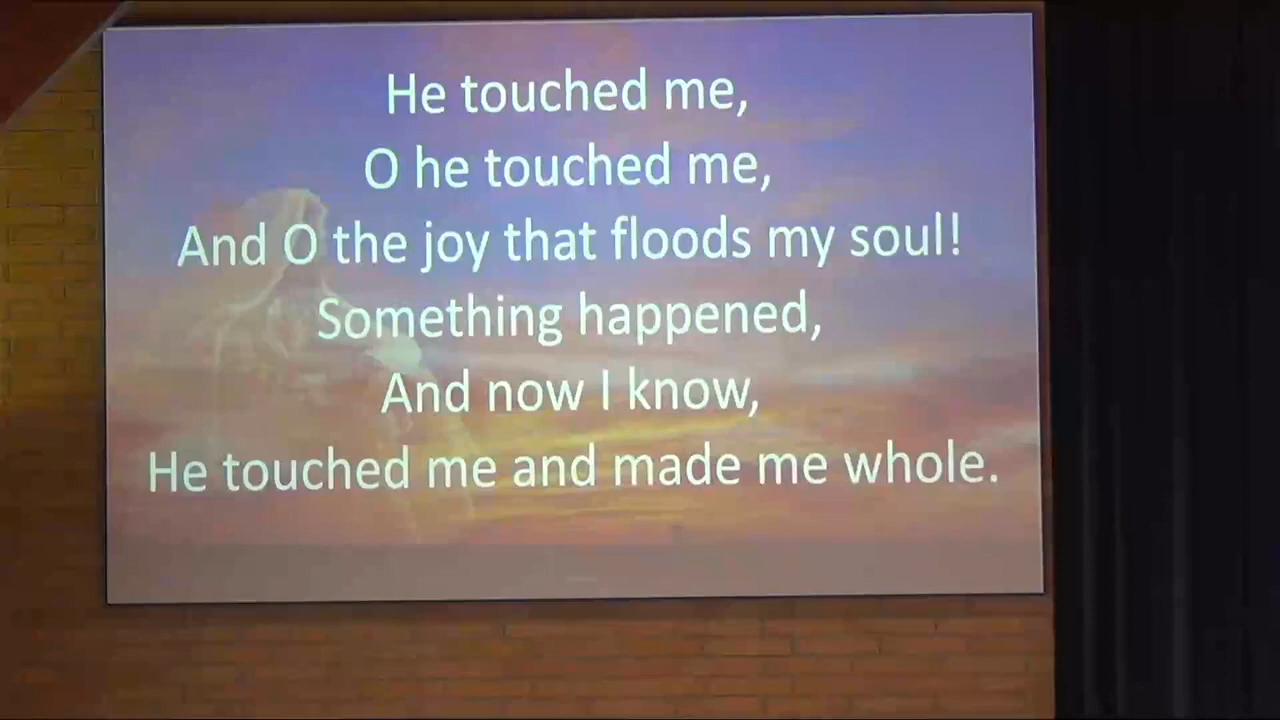 He touched me,
O he touched me,
And O the joy that floods my soul!
Something happened,
And now I know,
He touched me and made me whole.